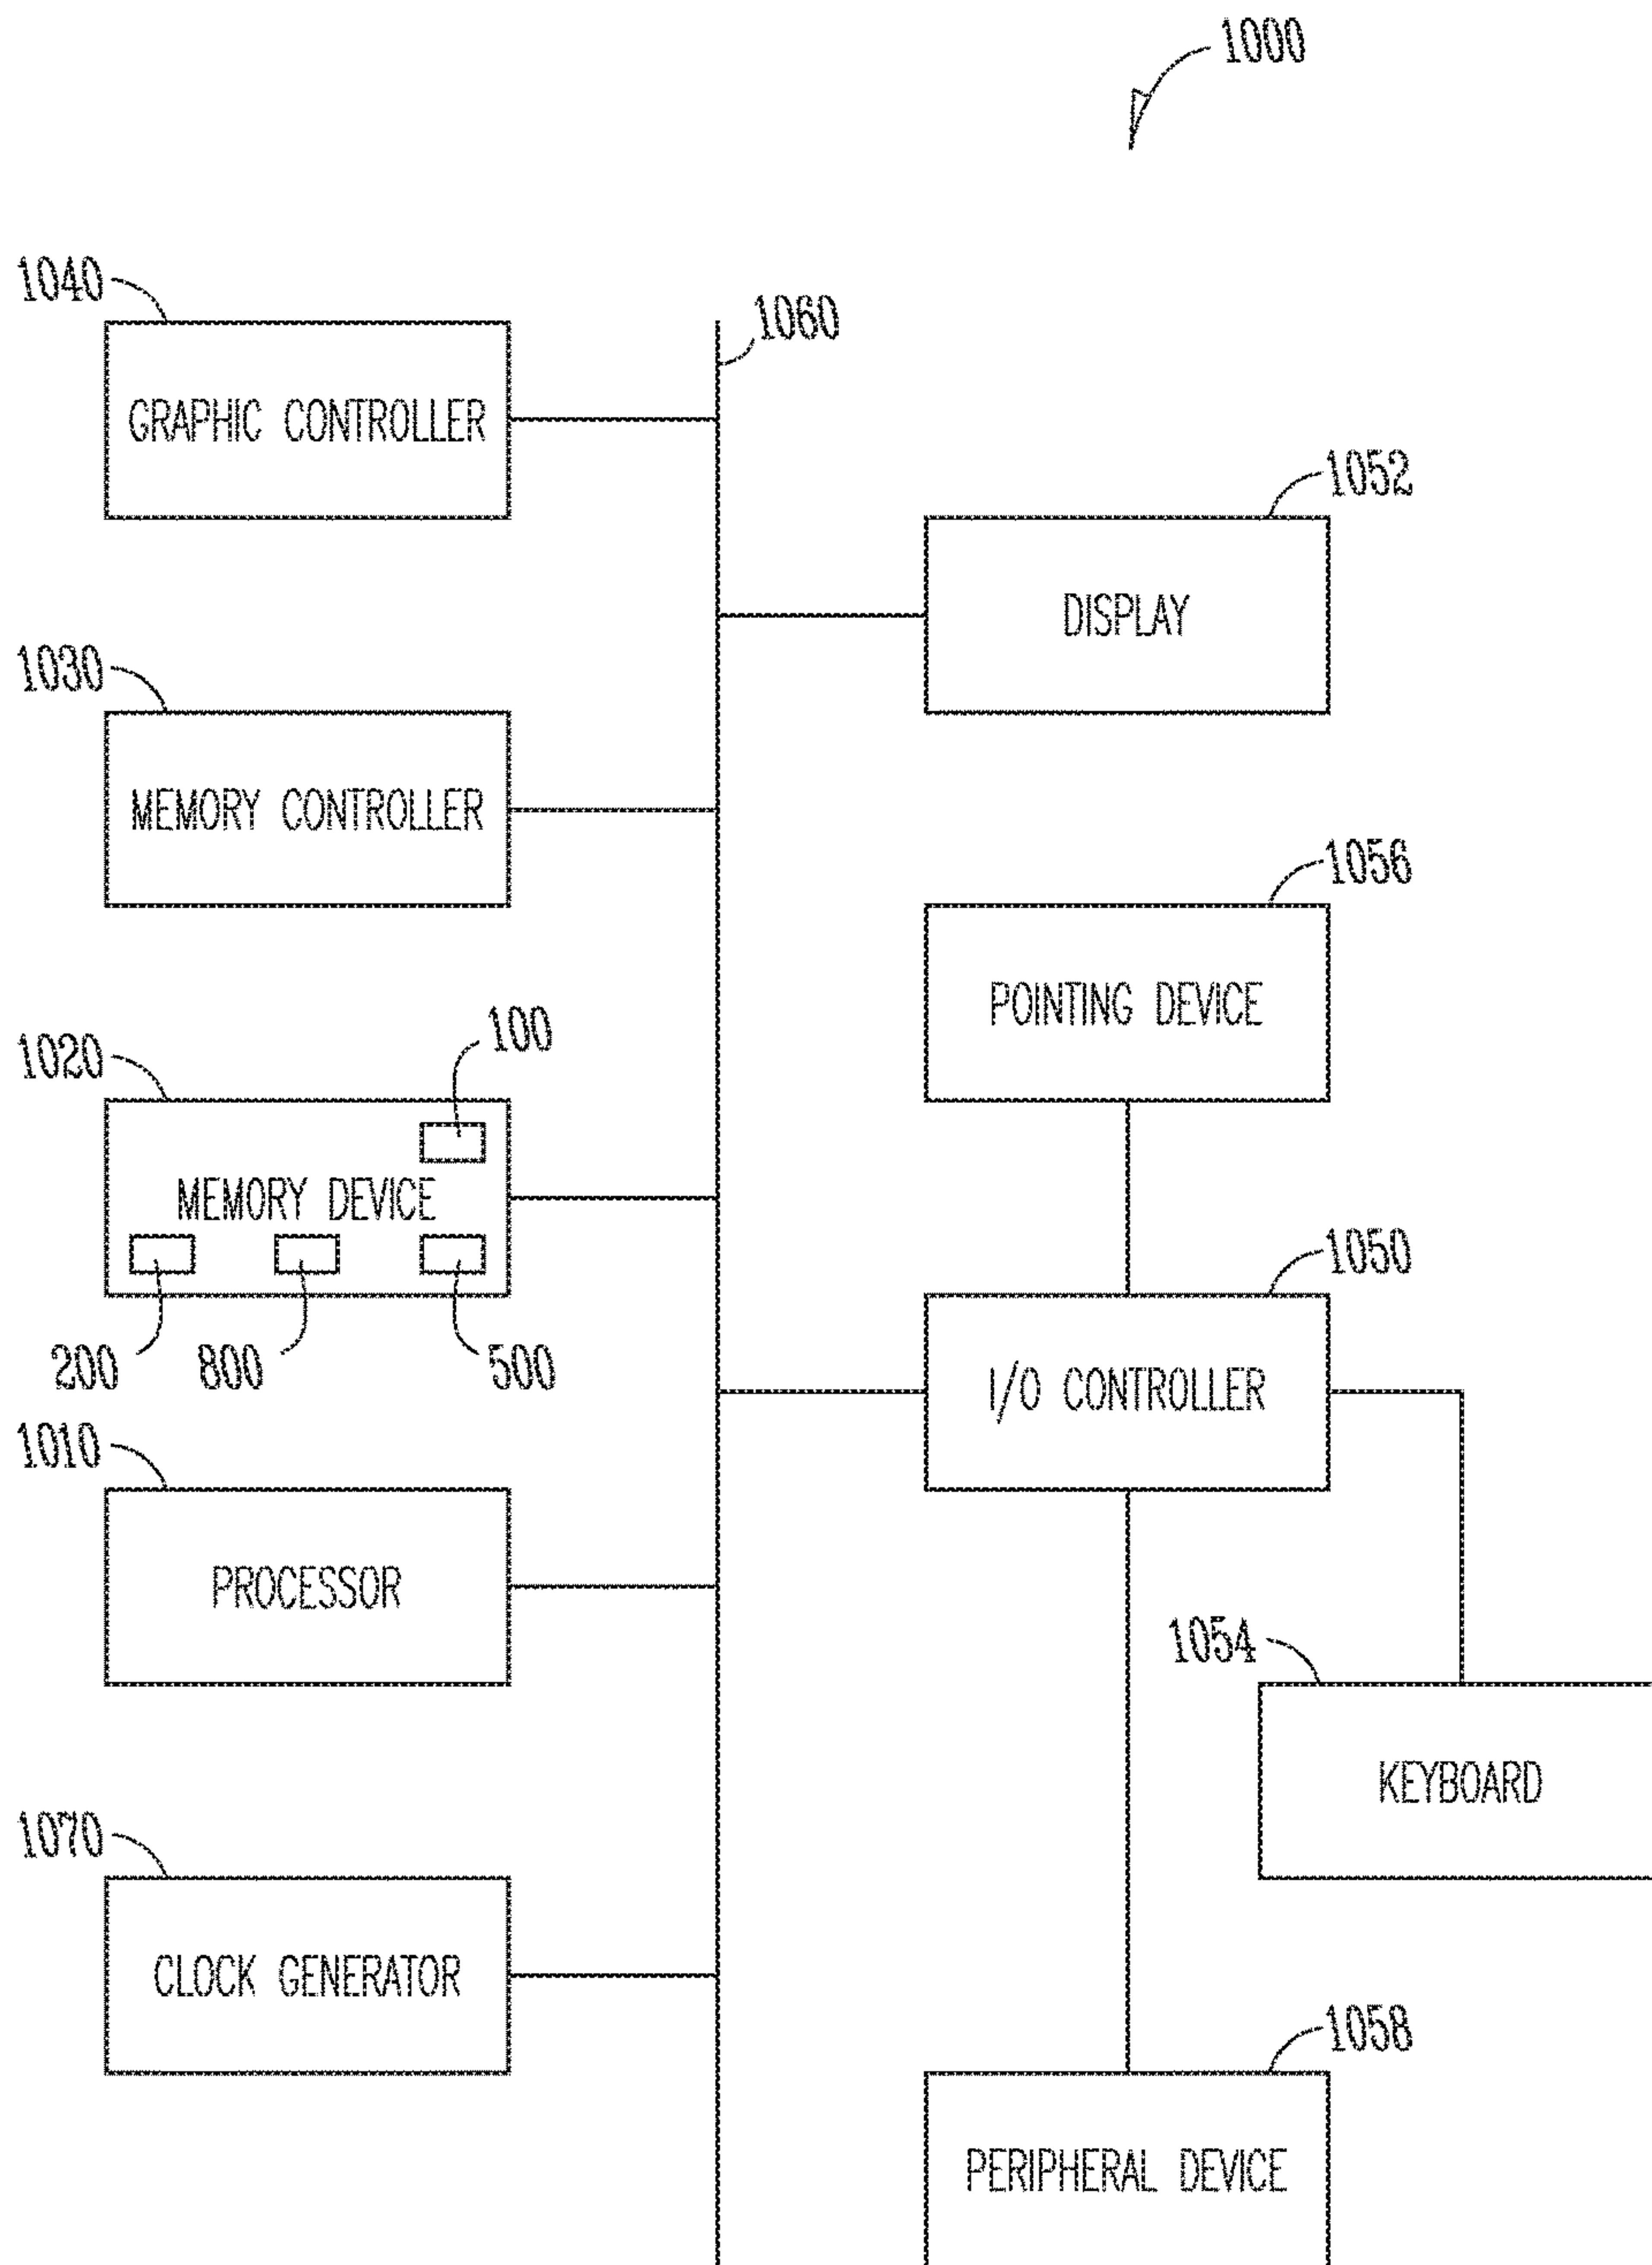 1000
1040
1060
GRAPHIC CONTROLLER
1052
DISPLAY
1030
MEMORY CONTROLLER
1056
POINTING DEVICE
100
1020
MEMORY DEVICE
200
800
500
1050
I/O CONTROLLER
1010
PROCESSOR
1054
KEYBOARD
1070
CLOCK GENERATOR
1058
PERIPHERAL DEVICE